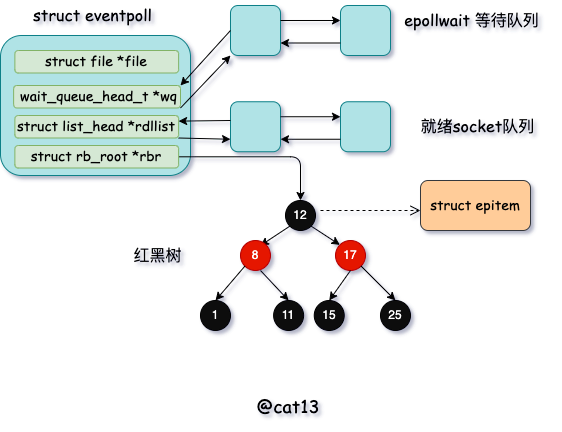 struct eventpoll
epollwait 等待队列
struct file *file
wait_queue_head_t *wq
struct list_head *rdllist
就绪socket队列
struct rb_root *rbr
struct epitem
12
红黑树
8
17
1
11
15
25
@cat13